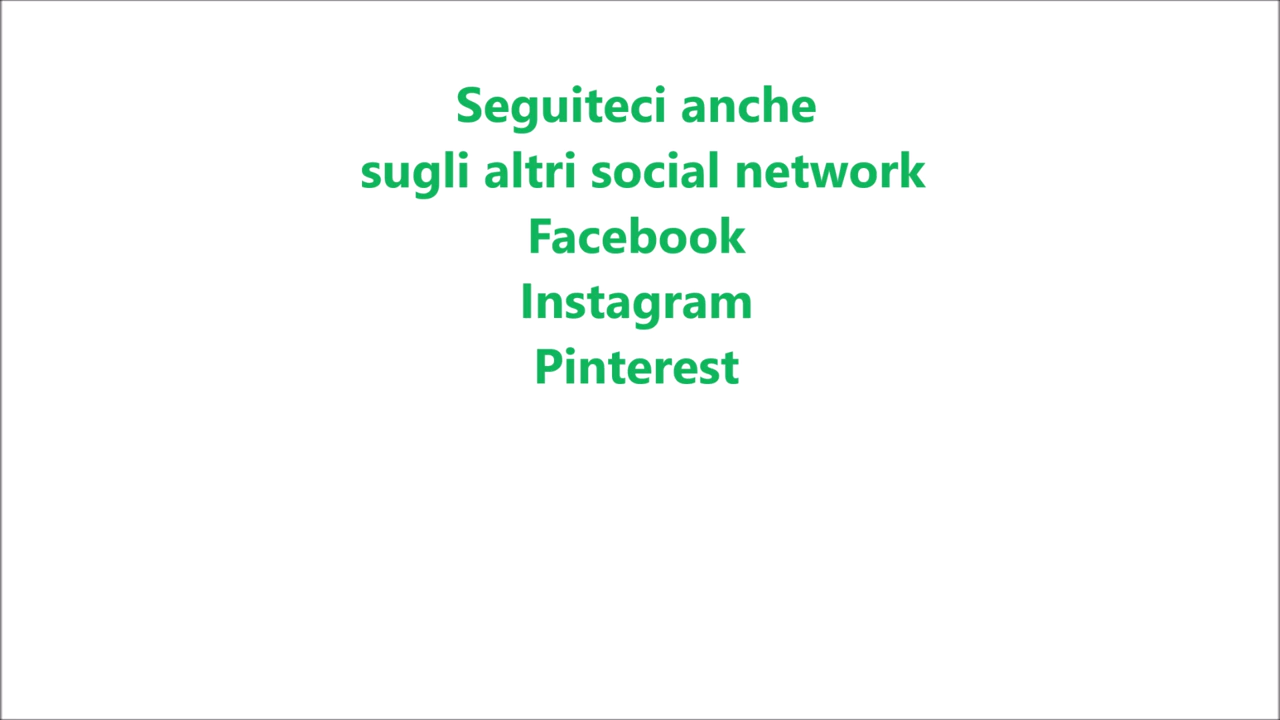 Seguiteci anche
sugli altri social network
Facebook
Instagram
Pinterest